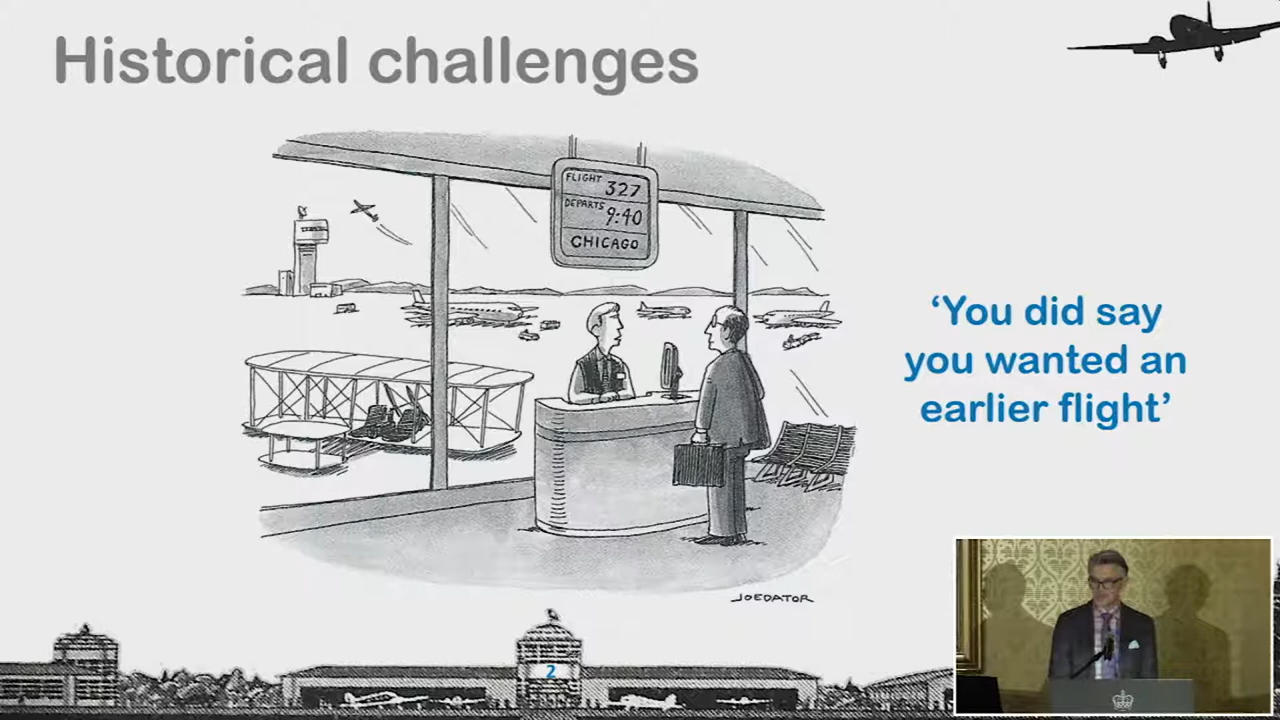 Historical challenges
FLIGHT 327
DEPARTS 9:40
CHICAGO
‘You did say
you wanted an
earlier flight’
JOEDATOR
2